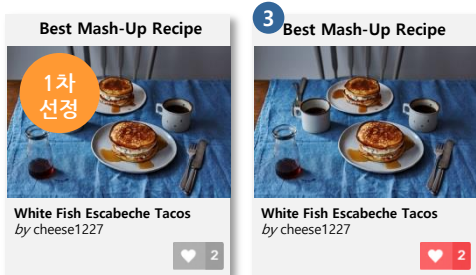 Best Mash-Up Recipe
1차
선정
White Fish Escabeche Tacos
by cheese1227
2
3
Best Mash-Up Recipe
White Fish Escabeche Tacos
by cheese1227
2